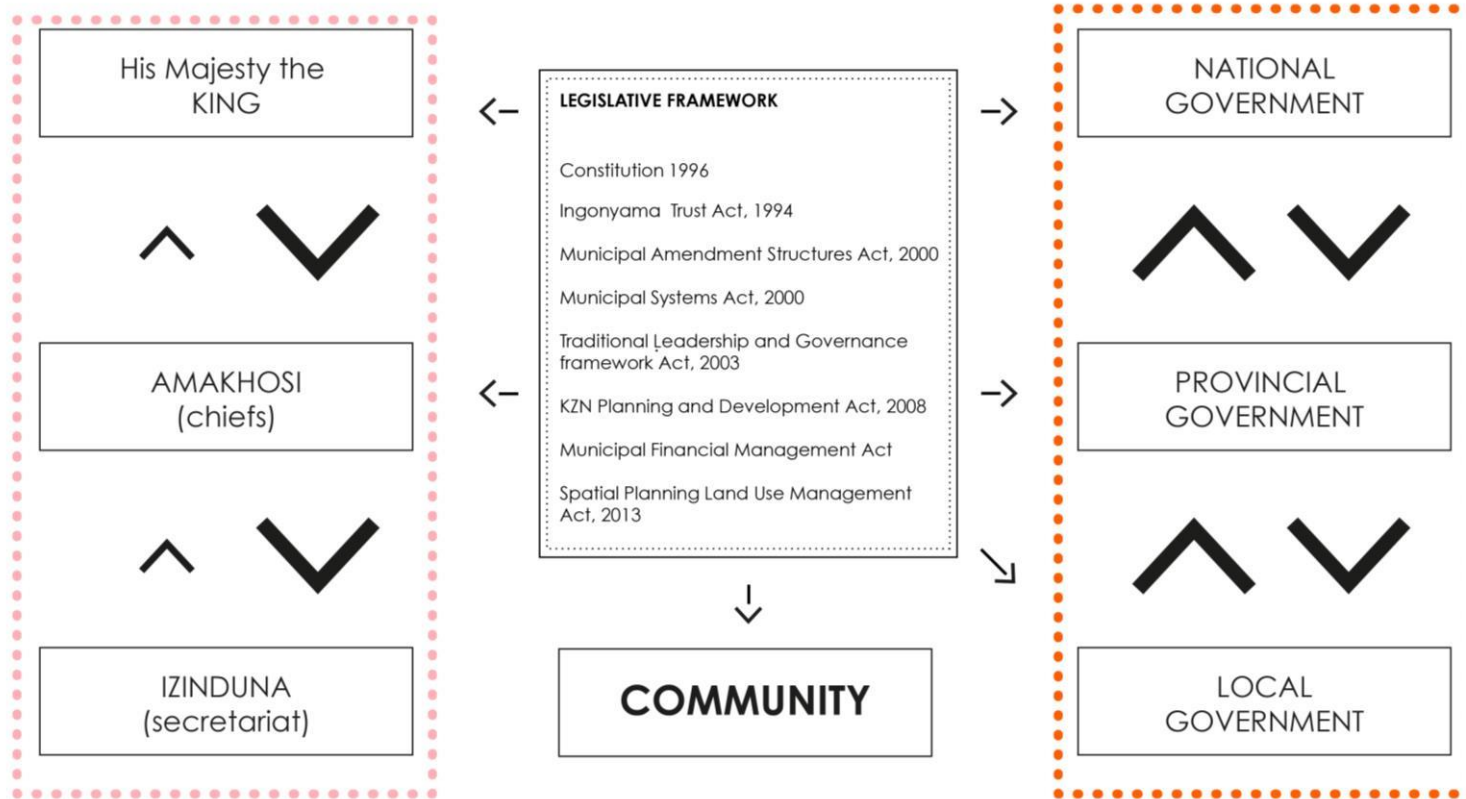 His Majesty the
KING
AMAKHOSI
(chiefs)
IZINDUNA
(secretariat)
LEGISLATIVE FRAMEWORK
Constitution 1996
Ingonyama Trust Act, 1994
Municipal Amendment Structures Act, 2000
Municipal Systems Act, 2000
Traditional Leadership and Governance
framework Act, 2003
KZN Planning and Development Act, 2008
Municipal Financial Management Act
Spatial Planning Land Use Management
Act, 2013
COMMUNITY
NATIONAL
GOVERNMENT
PROVINCIAL
GOVERNMENT
LOCAL
GOVERNMENT